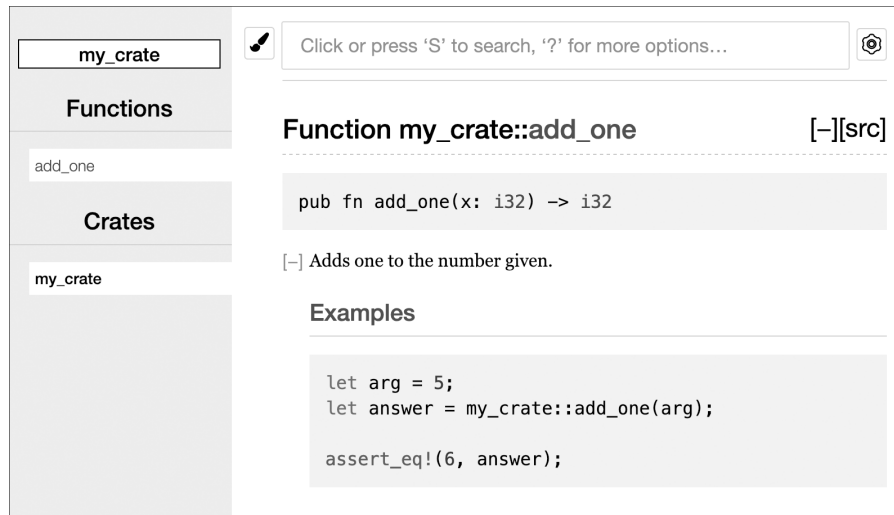 my_crate
Functions
add_one
Crates
my_crate
Click or press ‘S’ to search, ‘?’ for more options…
Function my_crate::add_one [–][src]
pub fn add_one(x: i32) -> i32
[–] Adds one to the number given.
Examples
let arg = 5;
let answer = my_crate::add_one(arg);
assert_eq!(6, answer);